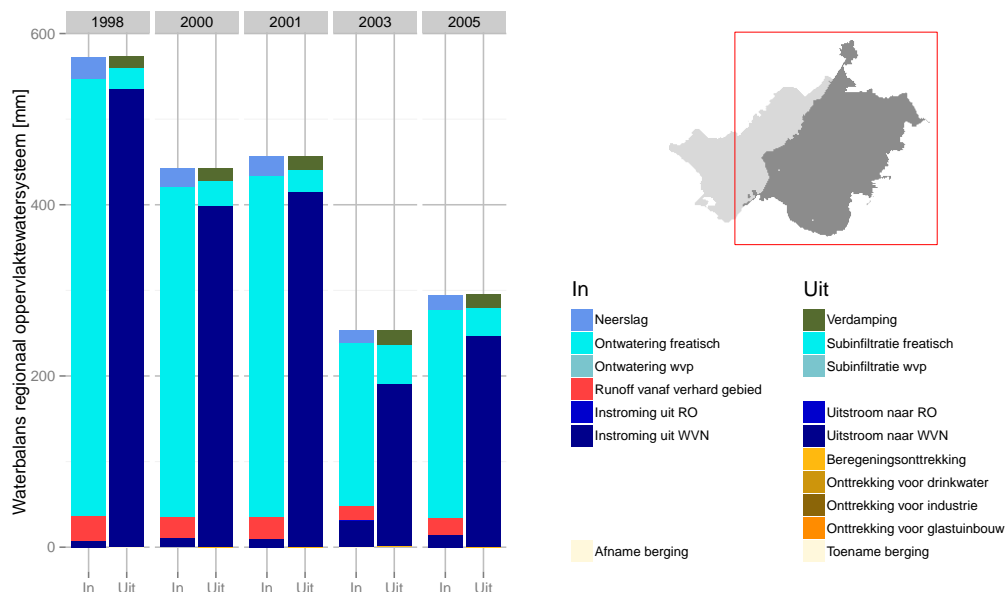 1998 2000 2001 2003 2005
Waterbalans regionaal oppervlaktewatersysteem [mm]
600
400
200
0
In Uit In Uit In Uit In Uit In Uit
In
Neerslag
Ontwatering freatisch
Ontwatering wvp
Runoff vanaf verhard gebied
Instroming uit RO
Instroming uit WVN
Afname berging
Uit
Verdamping
Subinfiltratie freatisch
Subinfiltratie wvp
Uitstroom naar RO
Uitstroom naar WVN
Beregeningsonttrekking
Onttrekking voor drinkwater
Onttrekking voor industrie
Onttrekking voor glastuinbouw
Toename berging